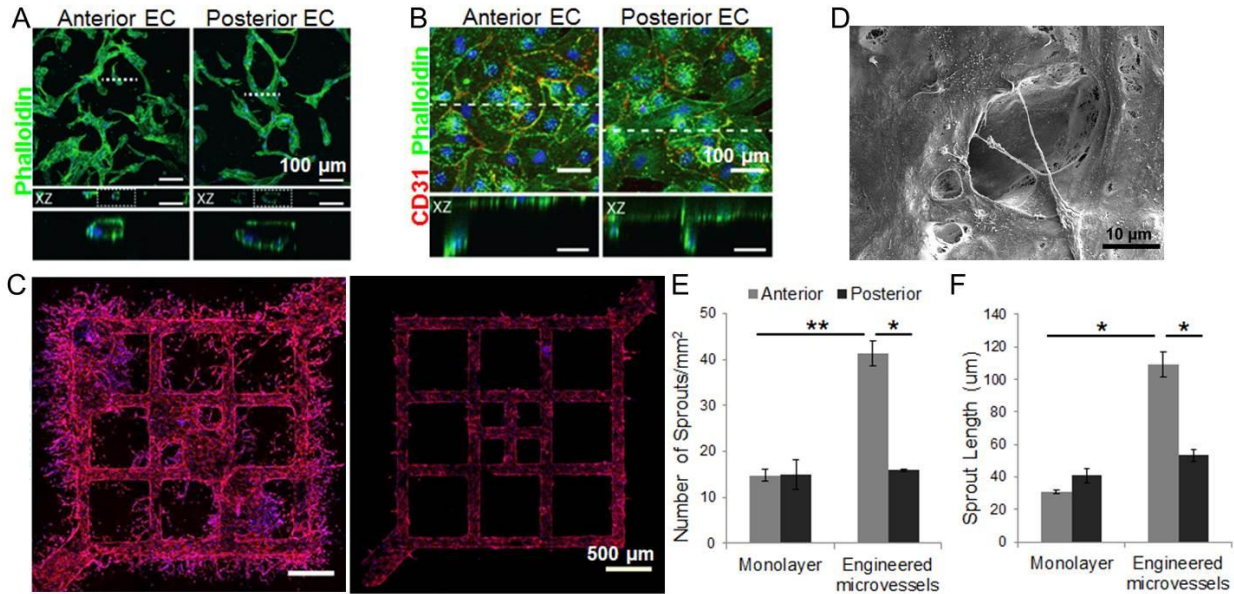 A
Anterior EC Posterior EC
Phalloidin
100 µm
XZ XZ
B
Anterior EC Posterior EC
CD31 Phalloidin
100 µm
XZ XZ
D
10 µm
C
500 µm
E
Anterior Posterior
Number of Sprouts/mm²
50
40
30
20
10
0
** *
Monolayer Engineered
microvessels
F
Sprout Length (um)
140
120
100
80
60
40
20
0
* *
Monolayer Engineered
microvessels